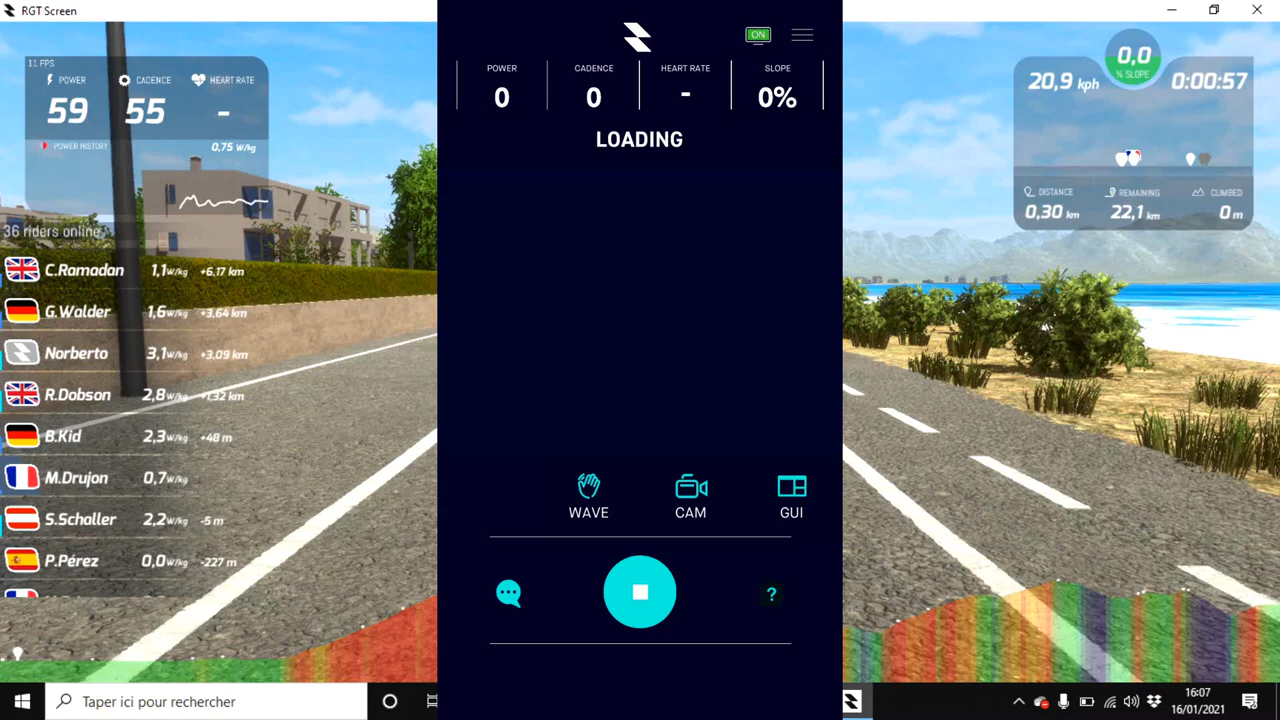 RGT Screen
11 FPS
POWER CADENCE HEART RATE
59 55 -
POWER HISTORY 0,75 W/kg
36 riders online
C.Ramadan 1,1W/kg +6,17 km
G.Walder 1,6W/kg +3,64 km
Norberto 3,1W/kg +3,09 km
R.Dobson 2,8W/kg +1,32 km
B.Kid 2,3W/kg +48 m
M.Drujon 0,7W/kg
S.Schaller 2,2W/kg -5 m
P.Pérez 0,0W/kg -227 m
Taper ici pour rechercher
ON
POWER CADENCE HEART RATE SLOPE
0 0 - 0%
LOADING
WAVE CAM GUI
?
0,0
% SLOPE
20,9 kph 0:00:57
DISTANCE REMAINING CLIMBED
0,30 km 22,1 km 0 m
16:07
16/01/2021